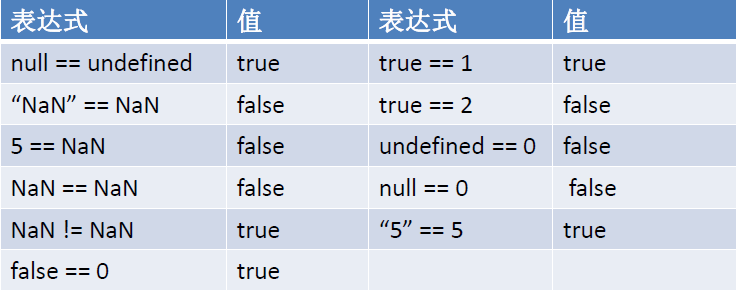 表达式 值 表达式 值
null == undefined true true == 1 true
“NaN” == NaN false true == 2 false
5 == NaN false undefined == 0 false
NaN == NaN false null == 0 false
NaN != NaN true “5” == 5 true
false == 0 true